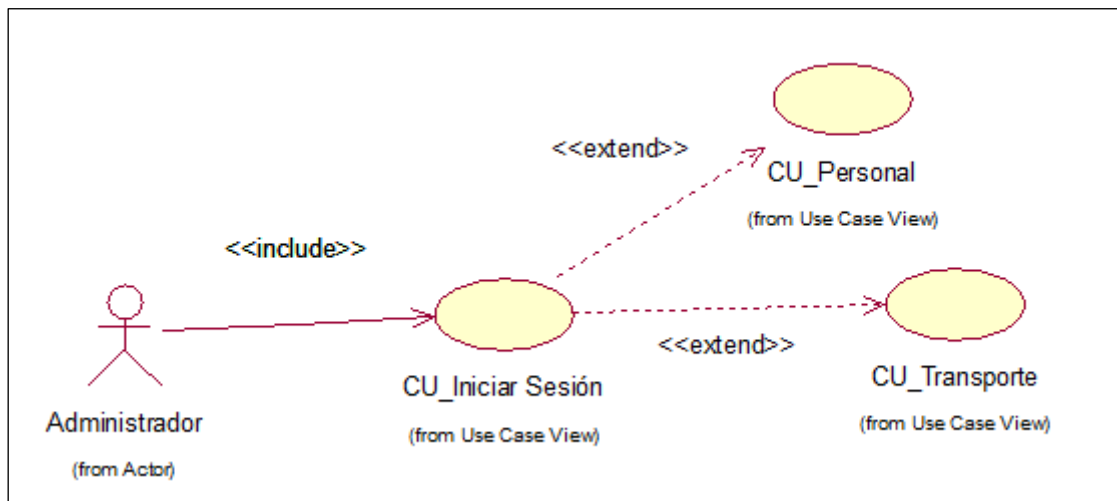 <<extend>>
CU_Personal
(from Use Case View)
<<include>>
<<extend>>
CU_Iniciar Sesión
(from Use Case View)
CU_Transporte
(from Use Case View)
Administrador
(from Actor)